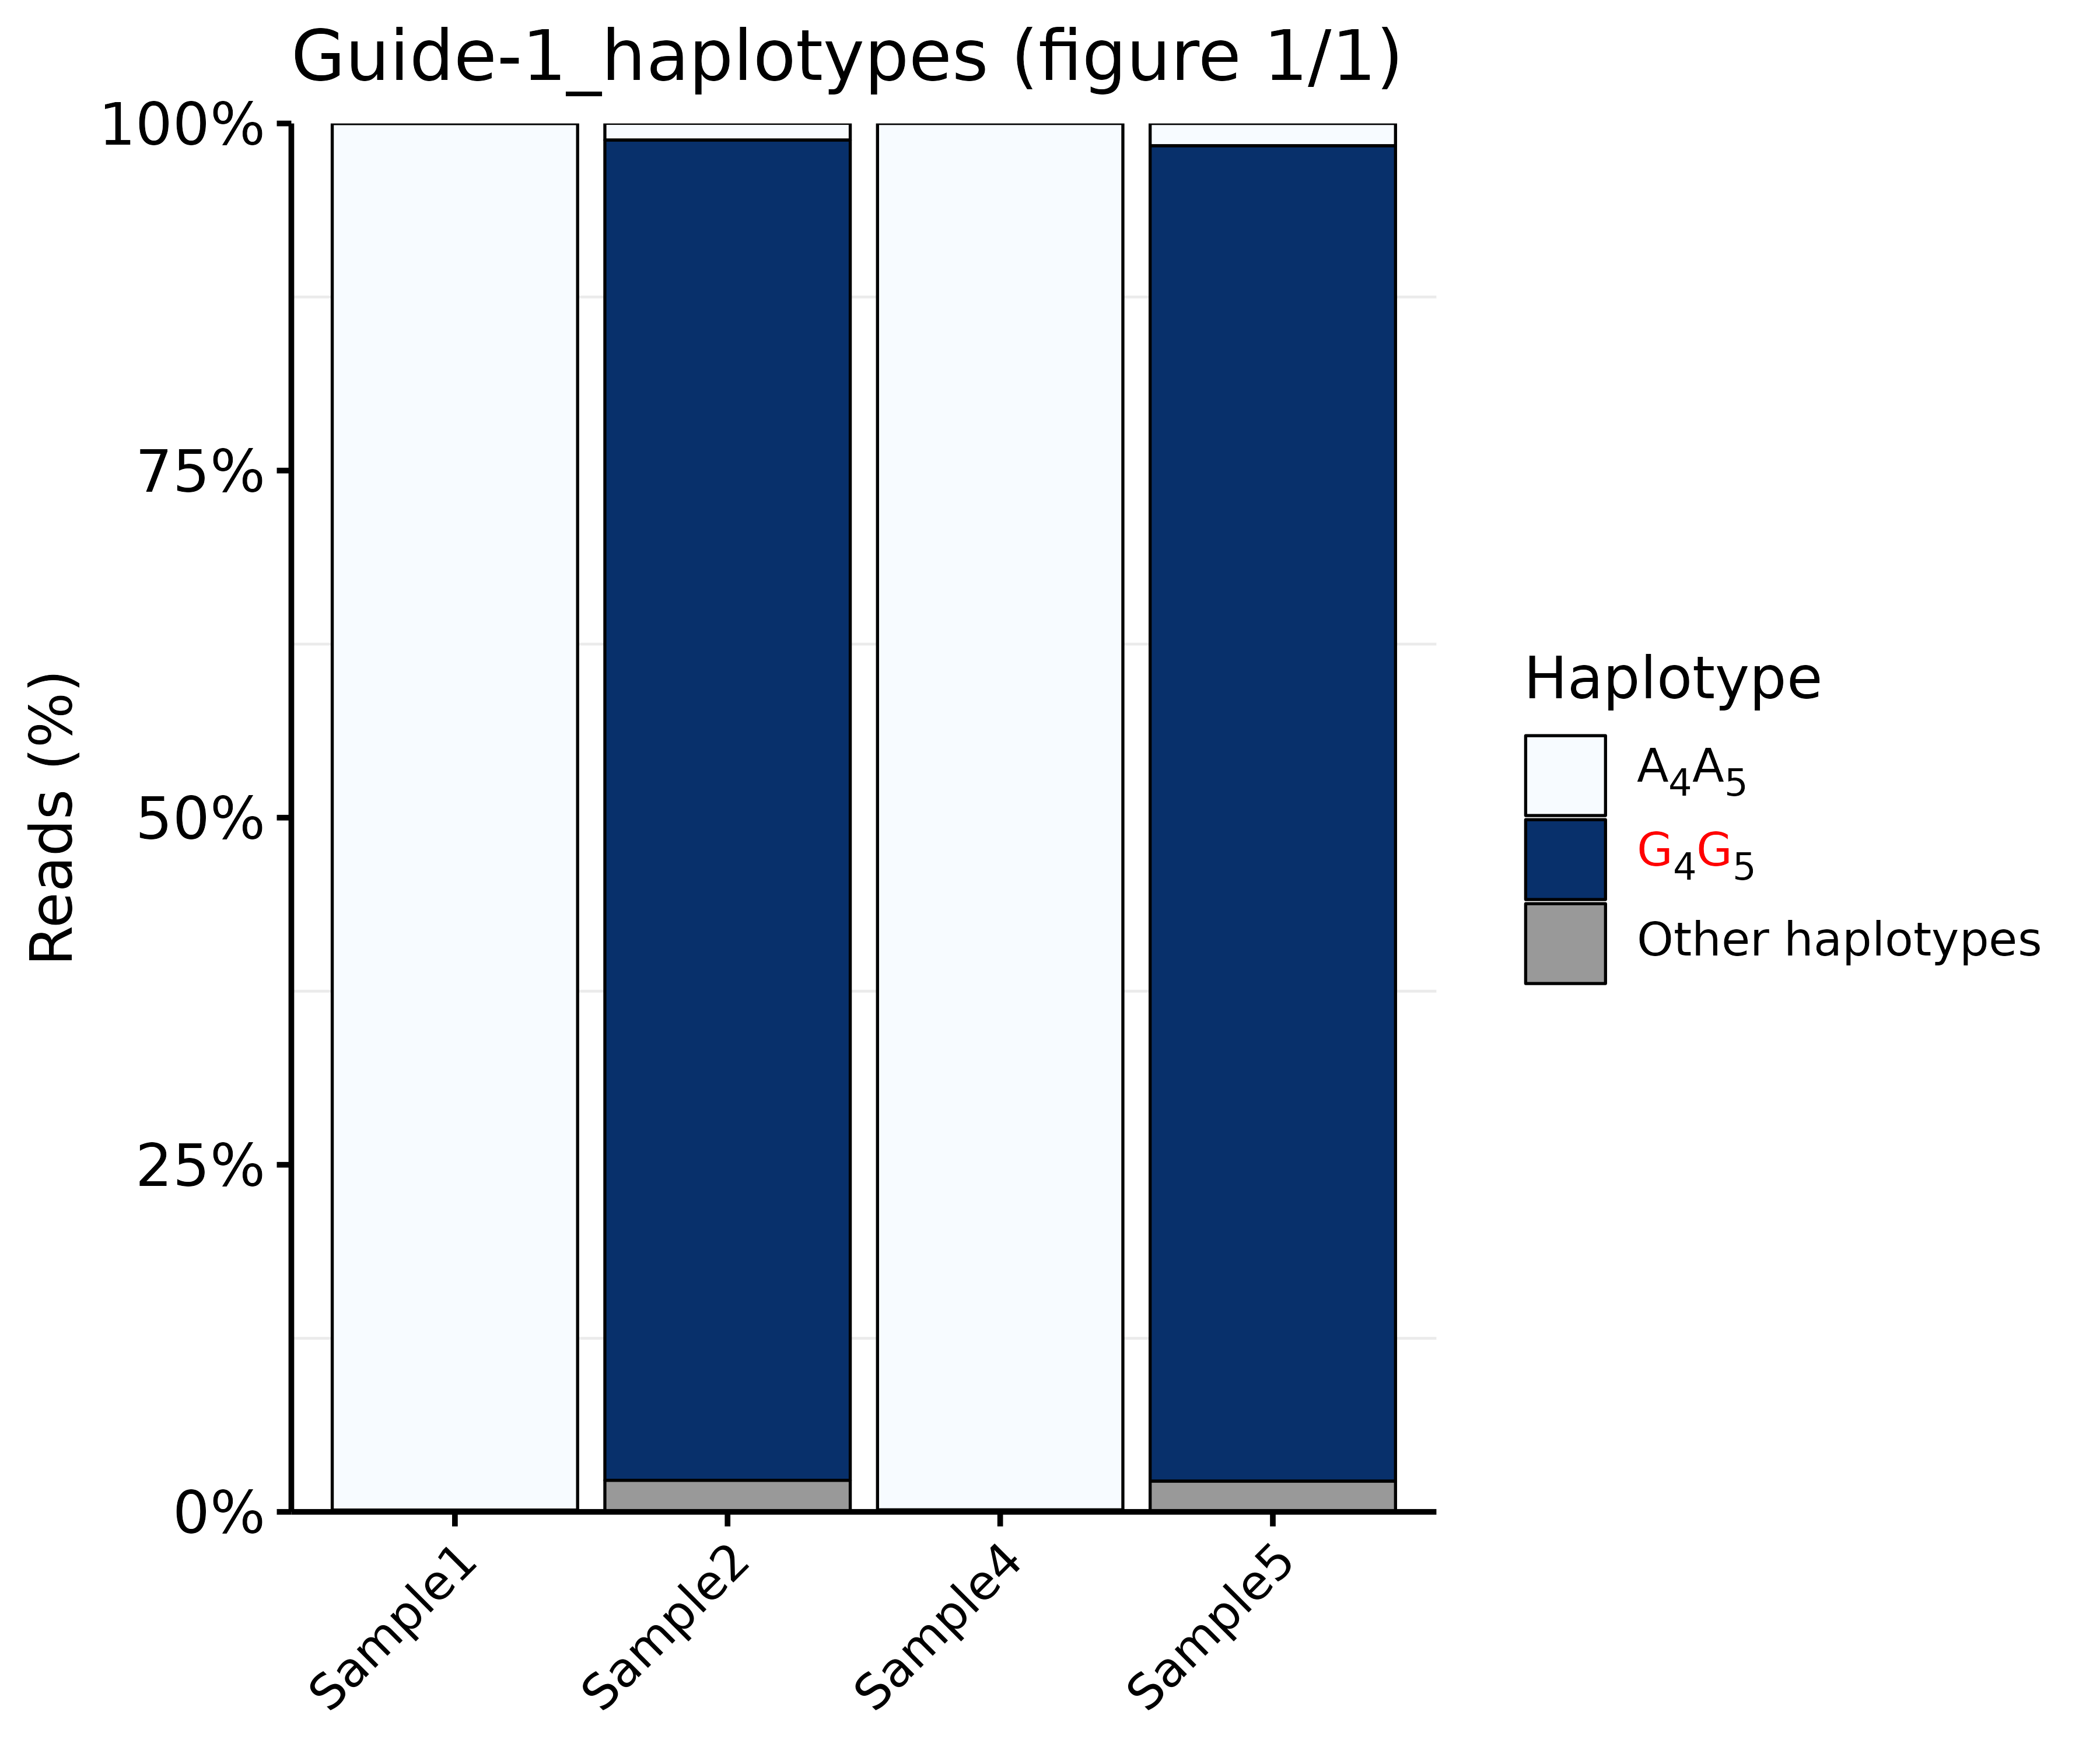 Guide-1_haplotypes (figure 1/1)
100%
75%
50%
25%
0%
Reads (%)
Sample1
Sample2
Sample4
Sample5
Haplotype
A₄A₅
G₄G₅
Other haplotypes